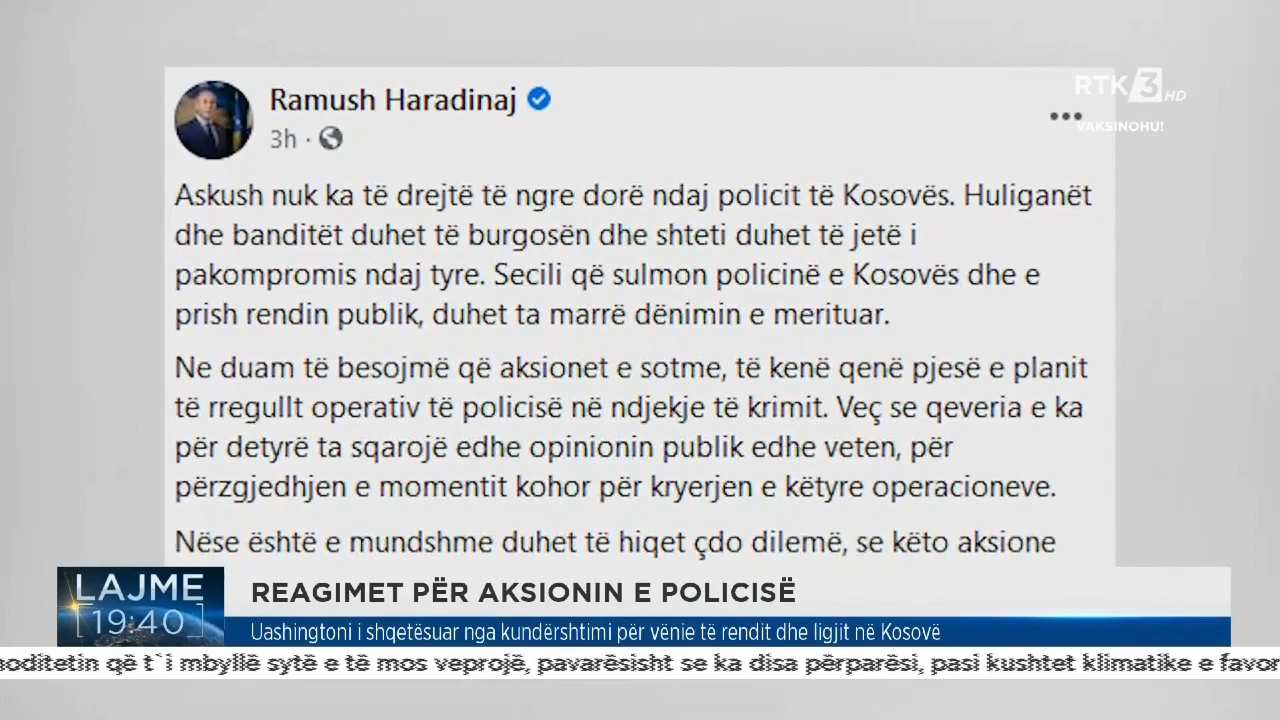 Ramush Haradinaj
3h ·
RTK 3 HD
VAKSINOHU!
Askush nuk ka të drejtë të ngre dorë ndaj policit të Kosovës. Huliganët
dhe banditët duhet të burgosën dhe shteti duhet të jetë i
pakompromis ndaj tyre. Secili që sulmon policinë e Kosovës dhe e
prish rendin publik, duhet ta marrë dënimin e merituar.
Ne duam të besojmë që aksionet e sotme, të kenë qenë pjesë e planit
të rregullt operativ të policisë në ndjekje të krimit. Veç se qeveria e ka
për detyrë ta sqarojë edhe opinionin publik edhe veten, për
përzgjedhjen e momentit kohor për kryerjen e këtyre operacioneve.
Nëse është e mundshme duhet të hiqet çdo dilemë, se këto aksione
LAJME
19:40
REAGIMET PËR AKSIONIN E POLICISË
Uashingtoni i shqetësuar nga kundërshtimi për vënie të rendit dhe ligjit në Kosovë
noditetin që t`i mbyllë sytë e të mos veprojë, pavarësisht se ka disa përparësi, pasi kushtet klimatike e favor